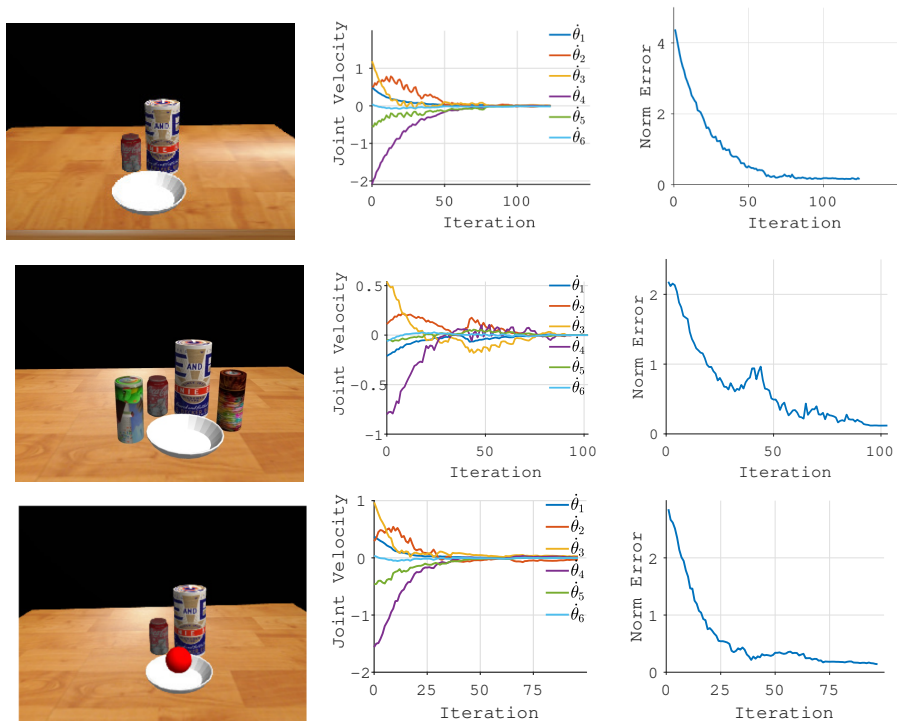 AND
Joint Velocity
1
0
−1
−2
0
50
100
Iteration
θ̇1
θ̇2
θ̇3
θ̇4
θ̇5
θ̇6
Norm Error
4
2
0
0
50
100
Iteration
AND
Joint Velocity
0.5
0
−0.5
−1
0
50
100
Iteration
θ̇1
θ̇2
θ̇3
θ̇4
θ̇5
θ̇6
Norm Error
2
1
0
0
50
100
Iteration
AND
Joint Velocity
1
0
−1
−2
0
25
50
75
Iteration
θ̇1
θ̇2
θ̇3
θ̇4
θ̇5
θ̇6
Norm Error
2
1
0
0
25
50
75
Iteration